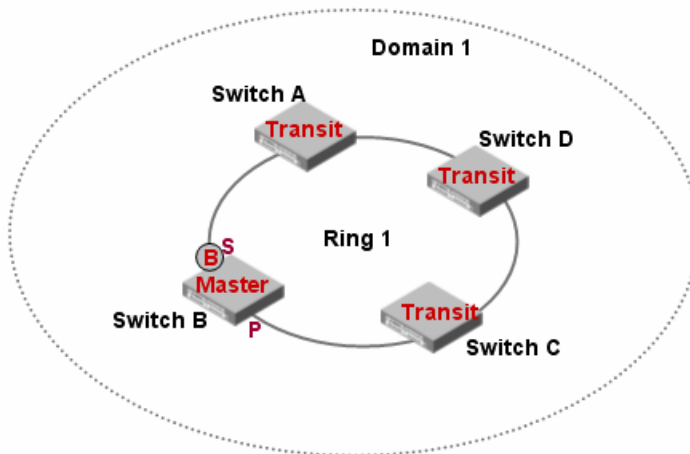 Domain 1
Switch A
Transit
Switch D
Transit
Ring 1
B
S
Master
Switch B
P
Transit
Switch C